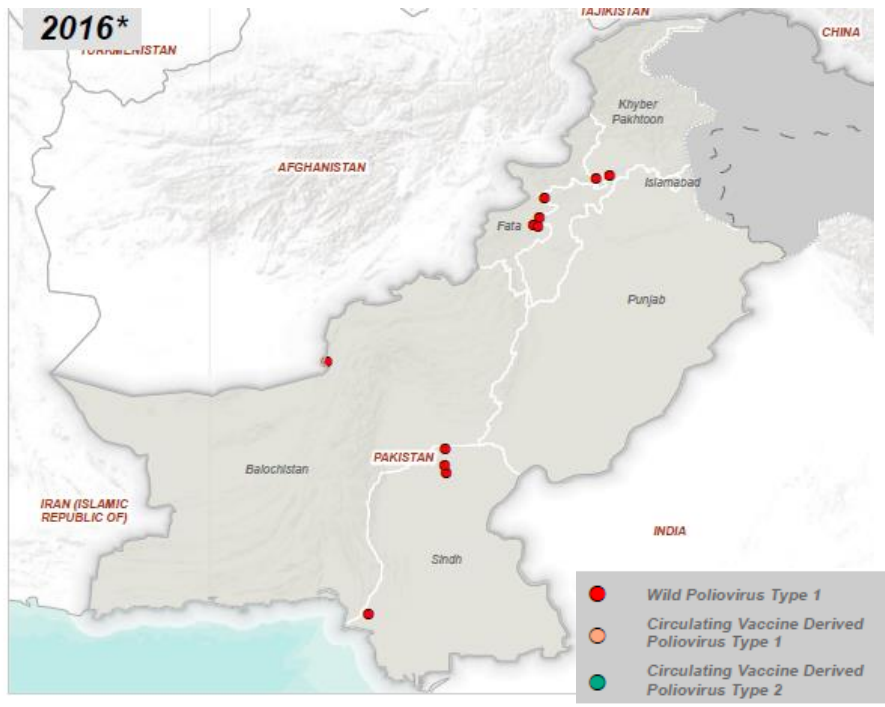 2016*
TAJIKISTAN
TURKMENISTAN
CHINA
Khyber
Pakhtoon
AFGHANISTAN
Islamabad
Fata
Punjab
PAKISTAN
Balochistan
IRAN (ISLAMIC
REPUBLIC OF)
INDIA
Sindh
Wild Poliovirus Type 1
Circulating Vaccine Derived
Poliovirus Type 1
Circulating Vaccine Derived
Poliovirus Type 2